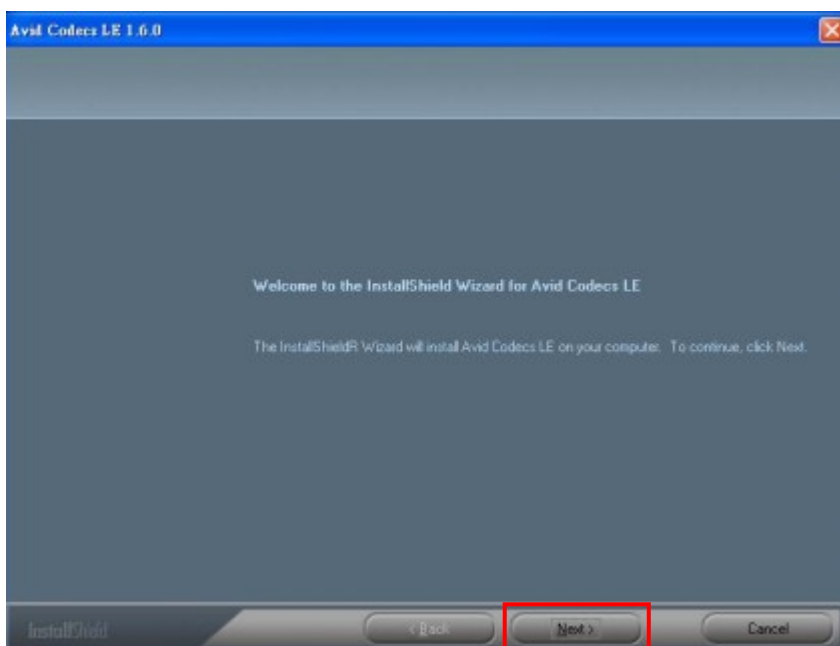 Avid Codecs LE 1.6.0
Welcome to the InstallShield Wizard for Avid Codecs LE
The InstallShieldR Wizard will install Avid Codecs LE on your computer. To continue, click Next.
InstallShield
< Back
Next >
Cancel